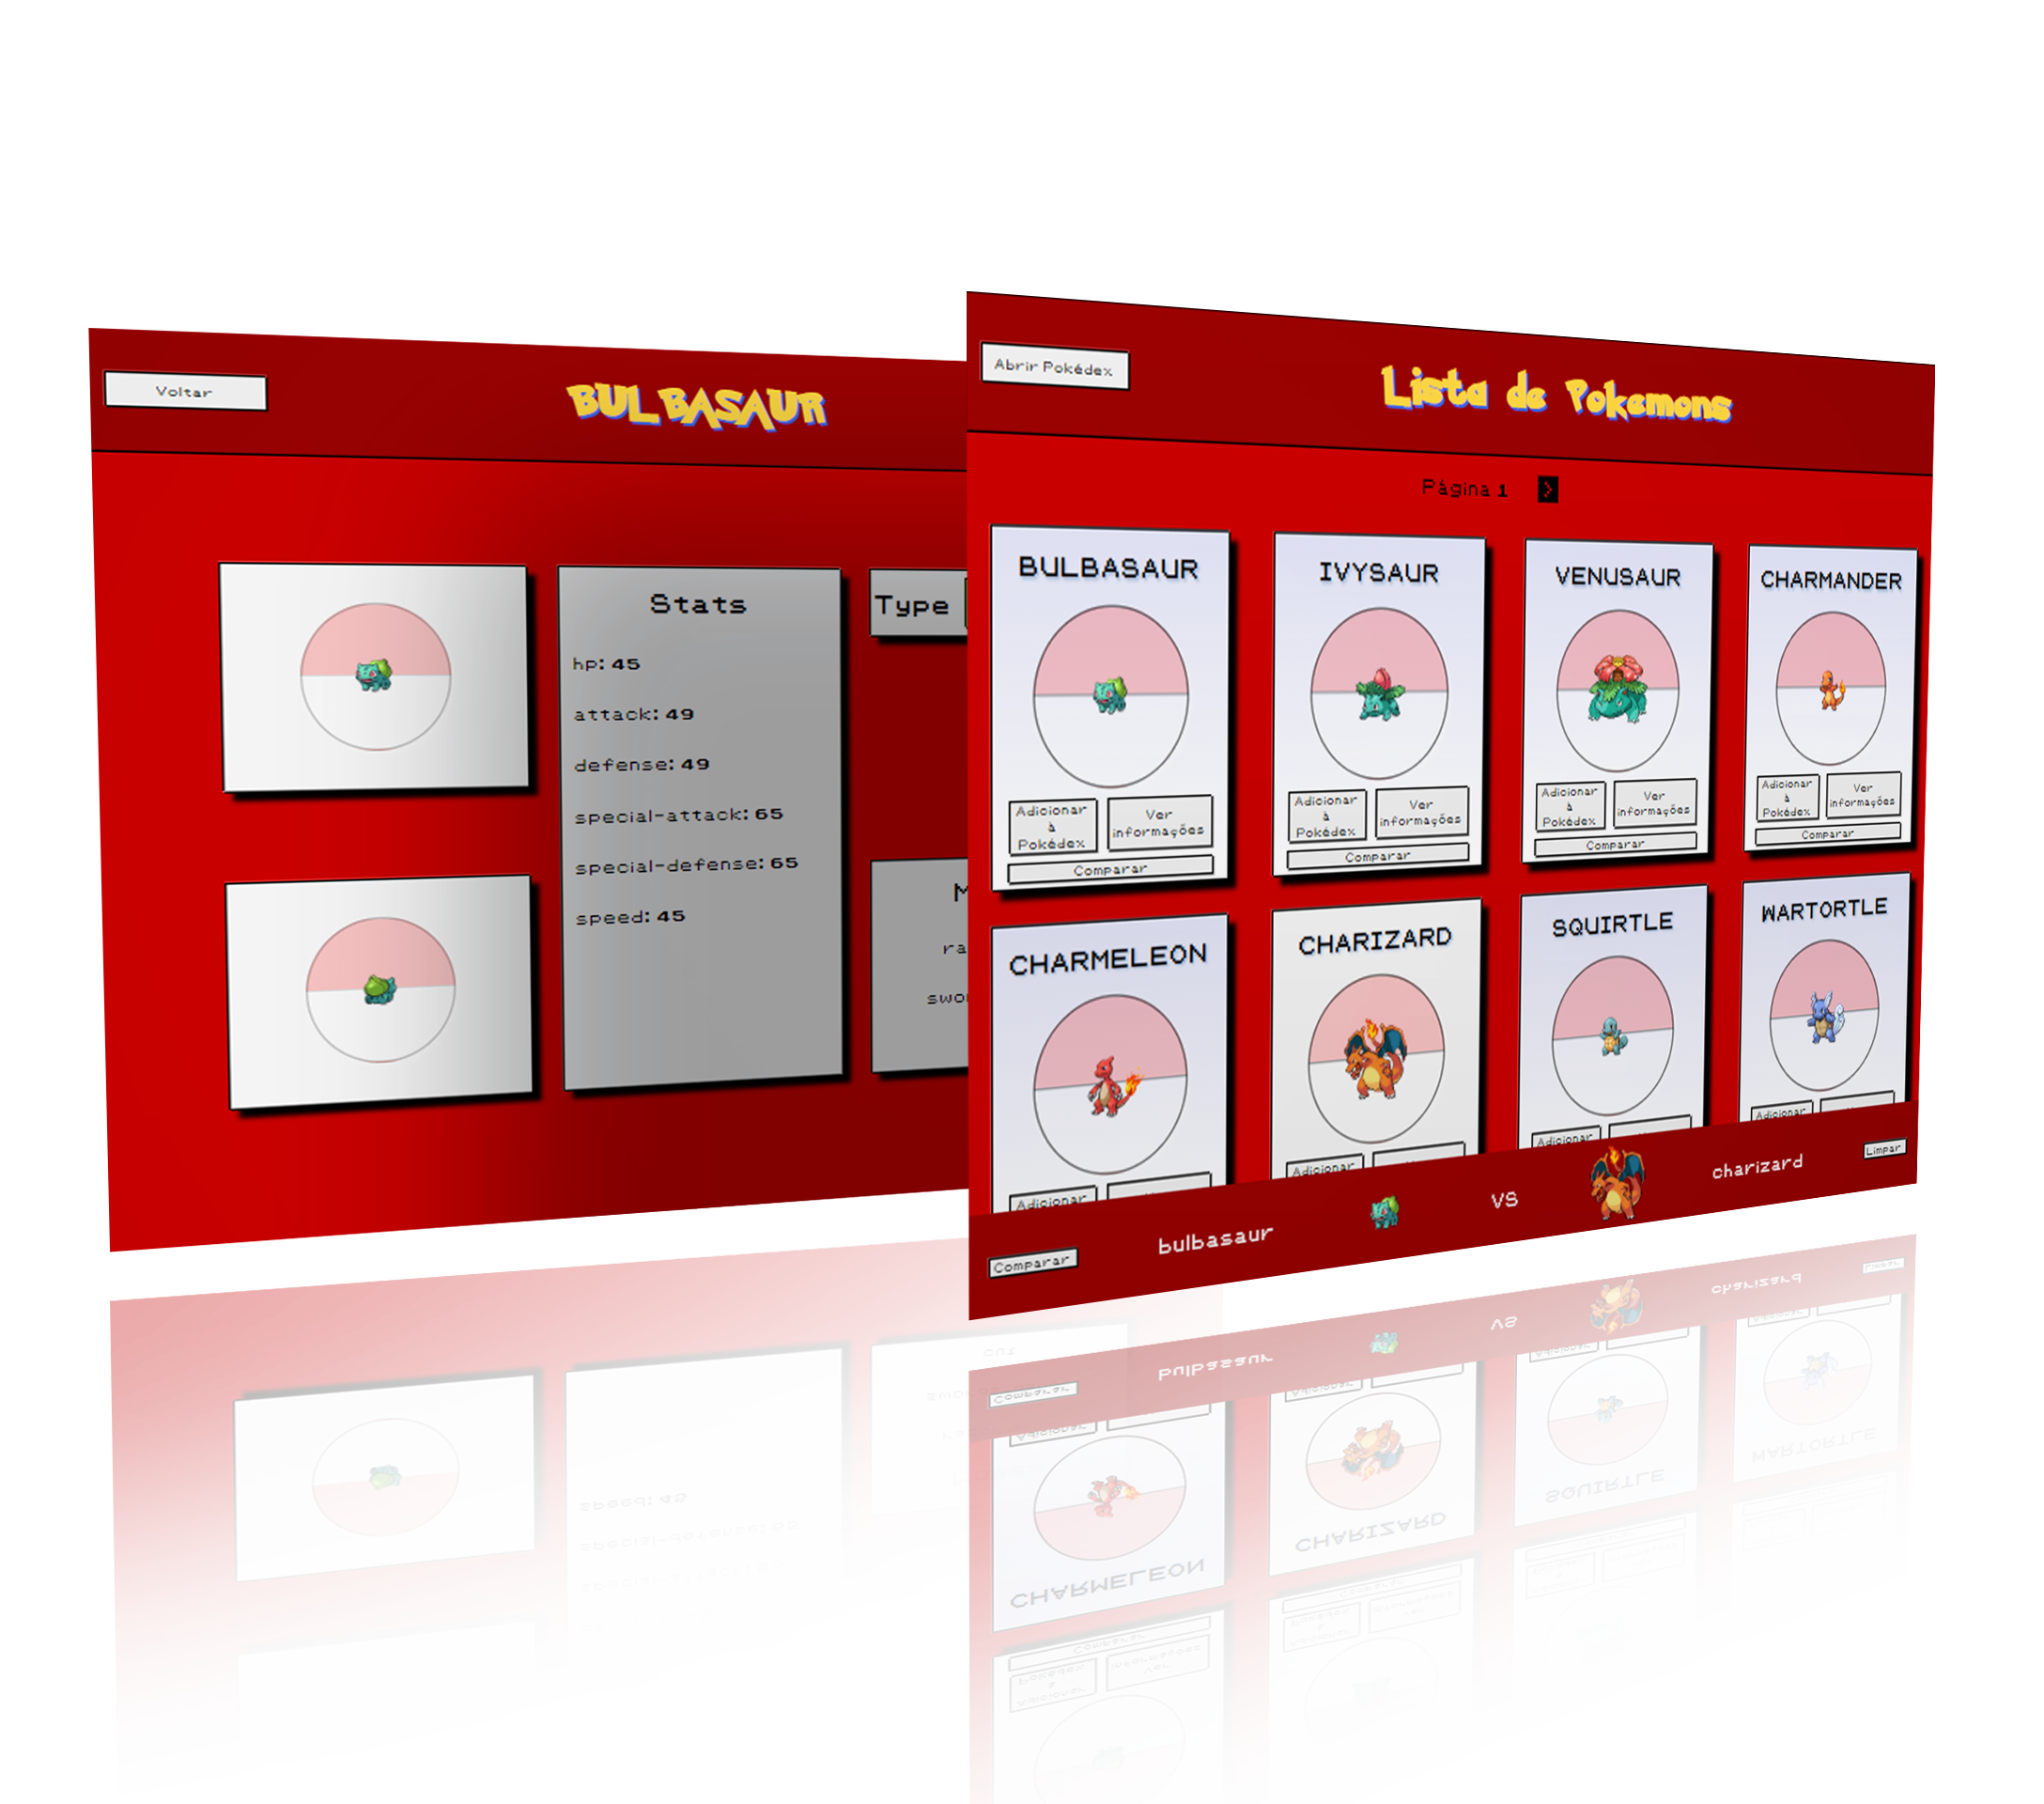 Voltar
BULBASAUR
Stats
hp: 45
attack: 49
defense: 49
special-attack: 65
special-defense: 65
speed: 45
Type
Abrir Pokédex
Lista de Pokemons
Página 1 >
BULBASAUR
Adicionar
à
Pokédex
Ver
informações
Comparar
IVYSAUR
Adicionar
à
Pokédex
Ver
informações
Comparar
VENUSAUR
Adicionar
à
Pokédex
Ver
informações
Comparar
CHARMANDER
Adicionar
à
Pokédex
Ver
informações
Comparar
CHARMELEON
Adicionar
CHARIZARD
Adicionar
SQUIRTLE
Adicionar
WARTORTLE
Adicionar
Comparar
bulbasaur
VS
charizard
Limpar